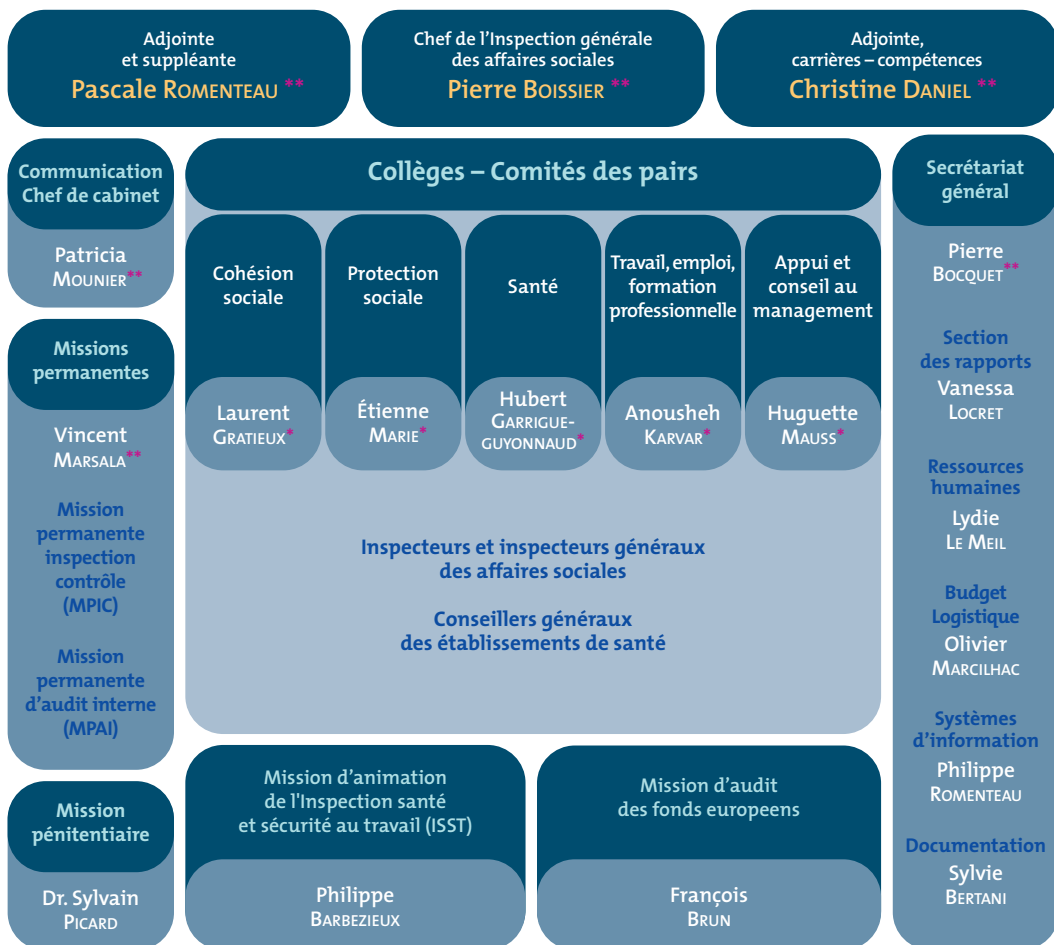 Adjointe
et suppléante
Pascale ROMENTEAU **
Chef de l'Inspection générale
des affaires sociales
Pierre BOISSIER **
Adjointe,
carrières – compétences
Christine DANIEL **
Communication
Chef de cabinet
Patricia
MOUNIER**
Missions
permanentes
Vincent
MARSALA**
Mission
permanente
inspection
contrôle
(MPIC)
Mission
permanente
d'audit interne
(MPAI)
Mission
pénitentiaire
Dr. Sylvain
PICARD
Collèges – Comités des pairs
Cohésion
sociale
Laurent
GRATIEUX*
Protection
sociale
Étienne
MARIE*
Santé
Hubert
GARRIGUE-
GUYONNAUD*
Travail, emploi,
formation
professionnelle
Anousheh
KARVAR*
Appui et
conseil au
management
Huguette
MAUSS*
Inspecteurs et inspecteurs généraux
des affaires sociales
Conseillers généraux
des établissements de santé
Mission d'animation
de l'Inspection santé
et sécurité au travail (ISST)
Philippe
BARBEZIEUX
Mission d'audit
des fonds europeens
François
BRUN
Secrétariat
général
Pierre
BOCQUET**
Section
des rapports
Vanessa
LOCRET
Ressources
humaines
Lydie
LE MEIL
Budget
Logistique
Olivier
MARCILHAC
Systèmes
d'information
Philippe
ROMENTEAU
Documentation
Sylvie
BERTANI